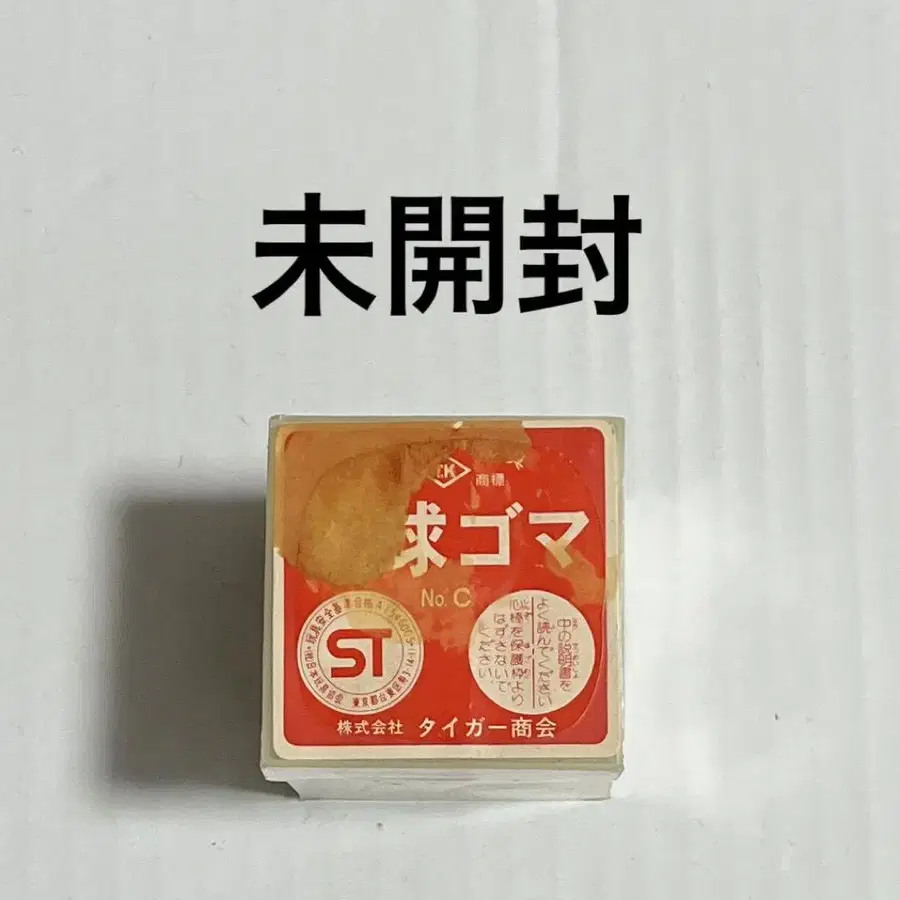 未開封
商標
球ゴマ
No. C
ST
中の説明書を
よく読んでください
心棒を保護枠より
はずさないで
ください。
株式会社 タイガー商会